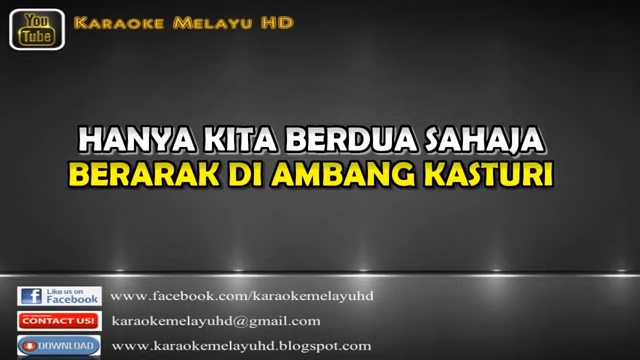 You
Tube
Karaoke Melayu HD
HANYA KITA BERDUA SAHAJA
BERARAK DI AMBANG KASTURI
Like us on
Facebook
www.facebook.com/karaokemelayuhd
CONTACT US!
karaokemelayuhd@gmail.com
DOWNLOAD
www.karaokemelayuhd.blogspot.com